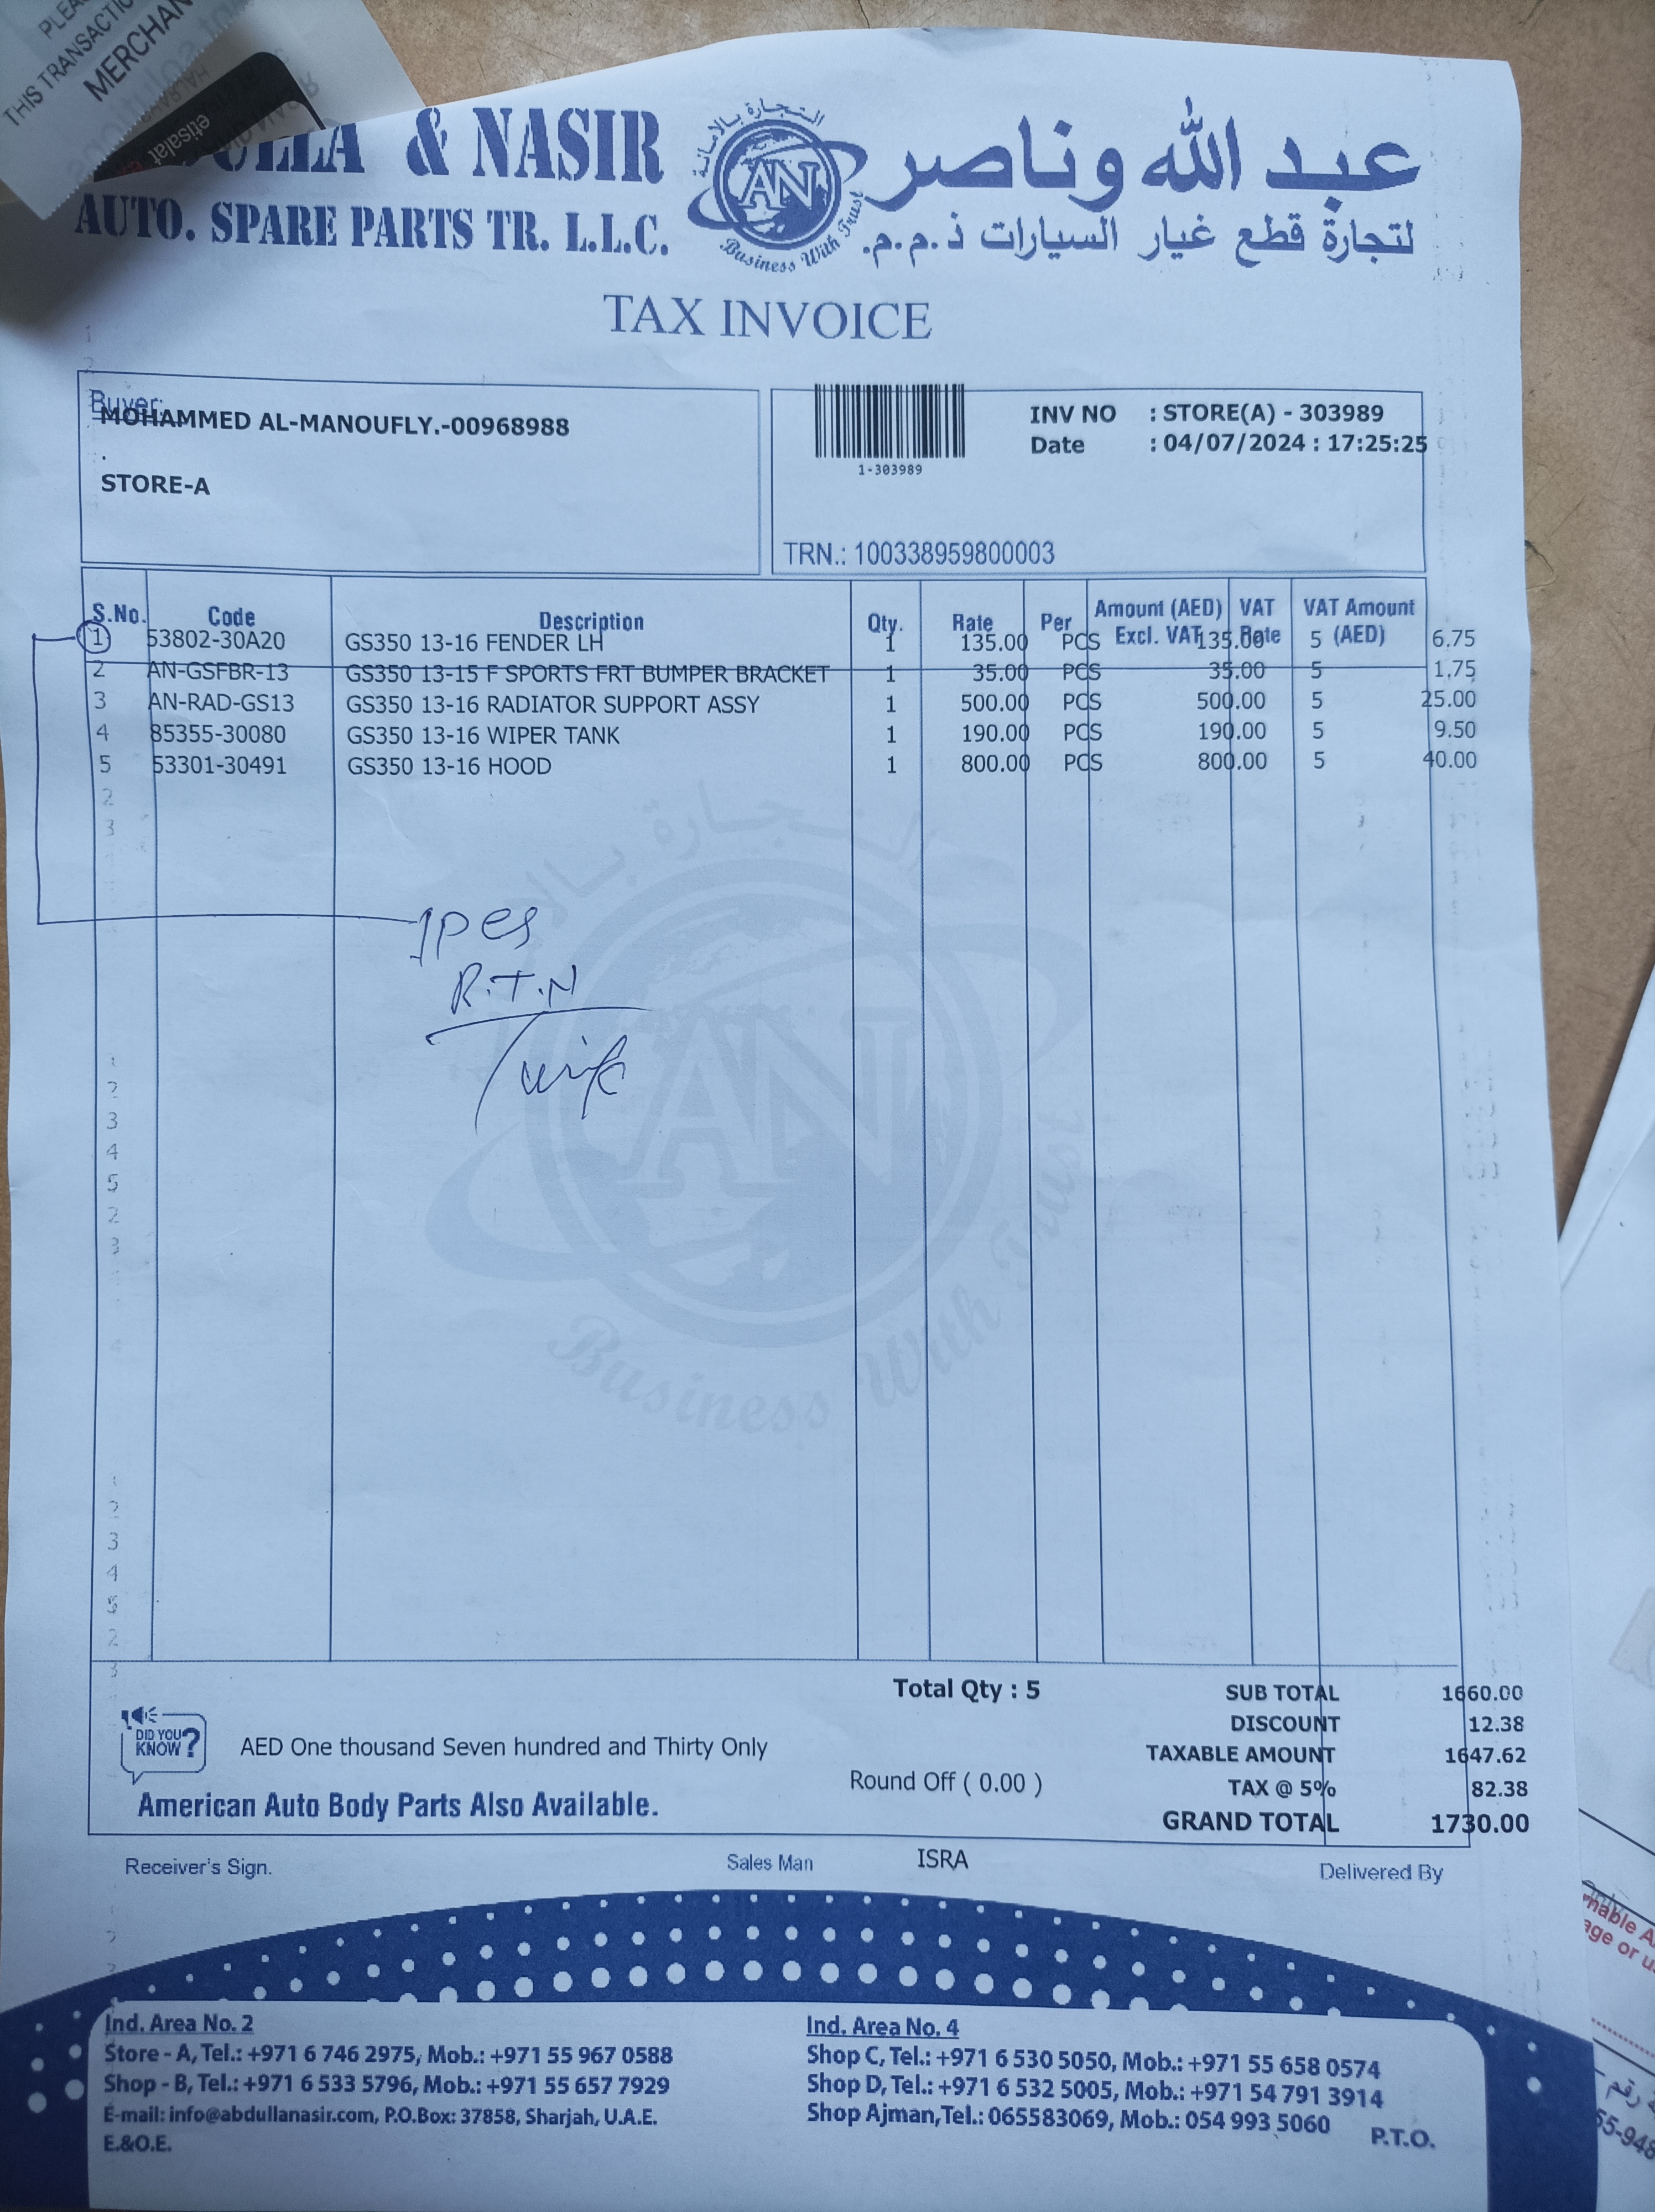 THIS TRANSACTIO
MERCHAN
etisalat
& NASIR
AUTO. SPARE PARTS TR. L.L.C.
التجارة بالأمانة
AN
Business With Trust
عبد الله وناصر
لتجارة قطع غيار السيارات ذ.م.م.
TAX INVOICE
Buyer:
MOHAMMED AL-MANOUFLY.-00968988
.
STORE-A
1-303989
INV NO : STORE(A) - 303989
Date : 04/07/2024 : 17:25:25
TRN.: 100338959800003
S.No. Code Description Qty. Rate Per Amount (AED) Excl. VAT VAT Rate VAT Amount (AED)
1 53802-30A20 GS350 13-16 FENDER LH 1 135.00 PCS 135.00 5 6.75
2 AN-GSFBR-13 GS350 13-15 F SPORTS FRT BUMPER BRACKET 1 35.00 PCS 35.00 5 1.75
3 AN-RAD-GS13 GS350 13-16 RADIATOR SUPPORT ASSY 1 500.00 PCS 500.00 5 25.00
4 85355-30080 GS350 13-16 WIPER TANK 1 190.00 PCS 190.00 5 9.50
5 53301-30491 GS350 13-16 HOOD 1 800.00 PCS 800.00 5 40.00
1pes
R.T.N
AN
Business With Trust
Total Qty : 5
SUB TOTAL 1660.00
DISCOUNT 12.38
TAXABLE AMOUNT 1647.62
TAX @ 5% 82.38
GRAND TOTAL 1730.00
DID YOU KNOW ?
AED One thousand Seven hundred and Thirty Only
Round Off ( 0.00 )
American Auto Body Parts Also Available.
Receiver's Sign. Sales Man ISRA Delivered By
Ind. Area No. 2
Store - A, Tel.: +971 6 746 2975, Mob.: +971 55 967 0588
Shop - B, Tel.: +971 6 533 5796, Mob.: +971 55 657 7929
E-mail: info@abdullanasir.com, P.O.Box: 37858, Sharjah, U.A.E.
E.&O.E.
Ind. Area No. 4
Shop C, Tel.: +971 6 530 5050, Mob.: +971 55 658 0574
Shop D, Tel.: +971 6 532 5005, Mob.: +971 54 791 3914
Shop Ajman,Tel.: 065583069, Mob.: 054 993 5060
P.T.O.